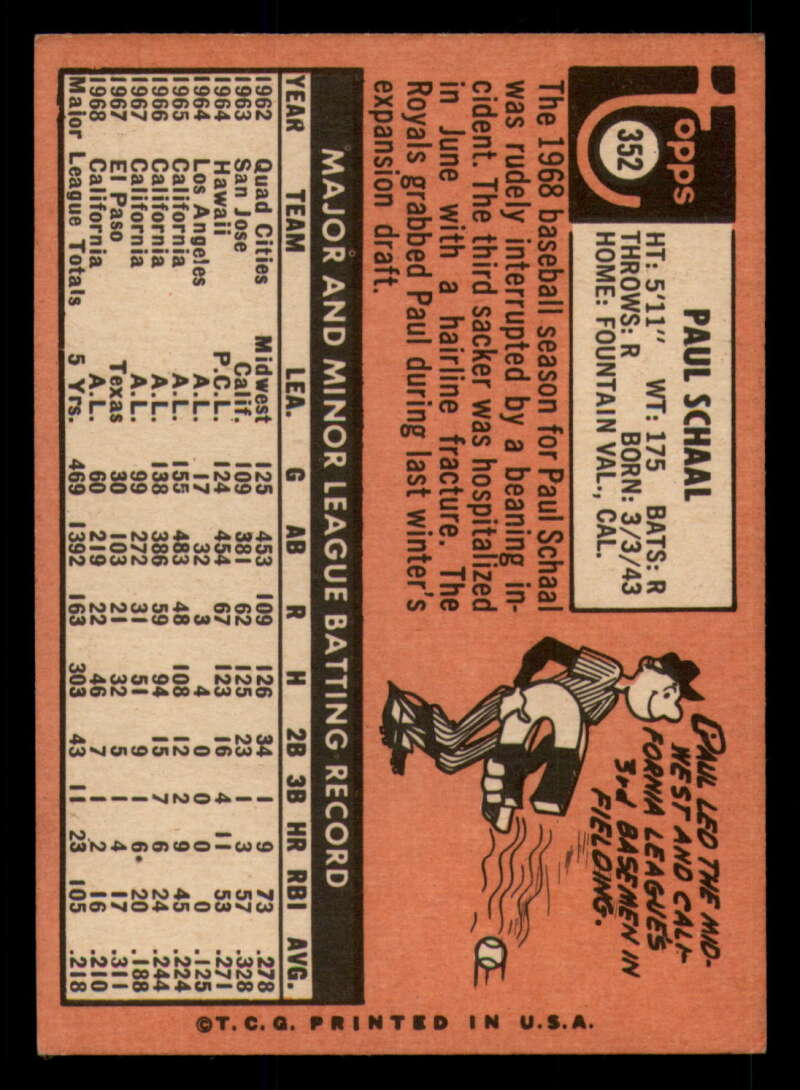 Topps
352
PAUL SCHAAL
HT: 5'11" WT: 175 BATS: R
THROWS: R BORN: 3/3/43
HOME: FOUNTAIN VAL., CAL.
The 1968 baseball season for Paul Schaal
was rudely interrupted by a beaning in-
cident. The third sacker was hospitalized
in June with a hairline fracture. The
Royals grabbed Paul during last winter's
expansion draft.
PAUL LED THE MID-
WEST AND CALI-
FORNIA LEAGUE'S
3rd BASEMEN IN
FIELDING.
MAJOR AND MINOR LEAGUE BATTING RECORD
YEAR TEAM LEA. G AB R H 2B 3B HR RBI AVG.
1962 Quad Cities Midwest 125 453 109 126 34 1 9 73 .278
1963 San Jose Calif. 109 381 62 125 23 1 3 57 .328
1964 Hawaii P.C.L. 124 454 67 123 16 4 11 53 .271
1964 Los Angeles A.L. 17 32 3 4 0 0 0 0 .125
1965 California A.L. 155 483 48 108 12 2 9 45 .224
1966 California A.L. 138 386 59 94 15 7 6 24 .244
1967 California A.L. 99 272 31 51 9 1 6 20 .188
1967 El Paso Texas 30 103 21 32 5 1 4 17 .311
1968 California A.L. 60 219 22 46 7 1 2 16 .210
Major League Totals 5 Yrs. 469 1392 163 303 43 11 23 105 .218
©T.C.G. PRINTED IN U.S.A.